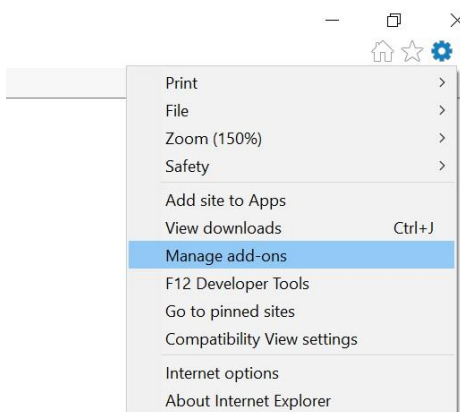 Print
File
Zoom (150%)
Safety
Add site to Apps
View downloads Ctrl+J
Manage add-ons
F12 Developer Tools
Go to pinned sites
Compatibility View settings
Internet options
About Internet Explorer